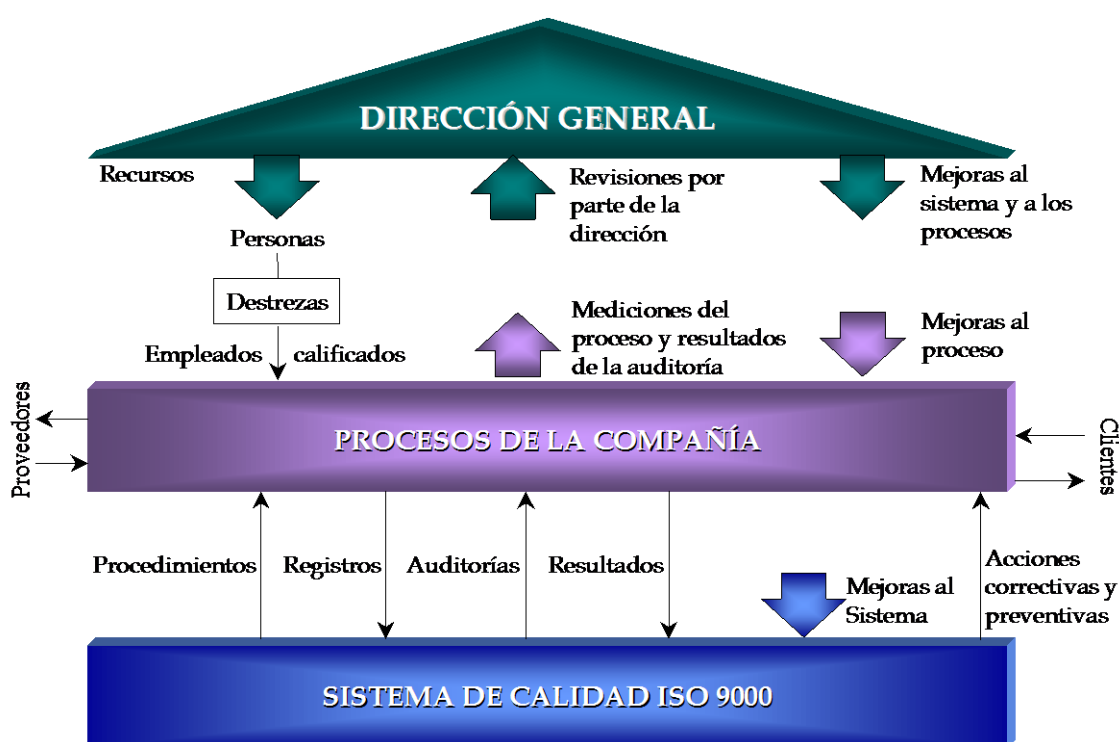 DIRECCIÓN GENERAL
Recursos
Revisiones por
parte de la
dirección
Mejoras al
sistema y a los
procesos
Personas
Destrezas
Empleados calificados
Mediciones del
proceso y resultados
de la auditoría
Mejoras al
proceso
Proveedores
PROCESOS DE LA COMPAÑÍA
Clientes
Procedimientos
Registros
Auditorías
Resultados
Mejoras al
Sistema
Acciones
correctivas y
preventivas
SISTEMA DE CALIDAD ISO 9000